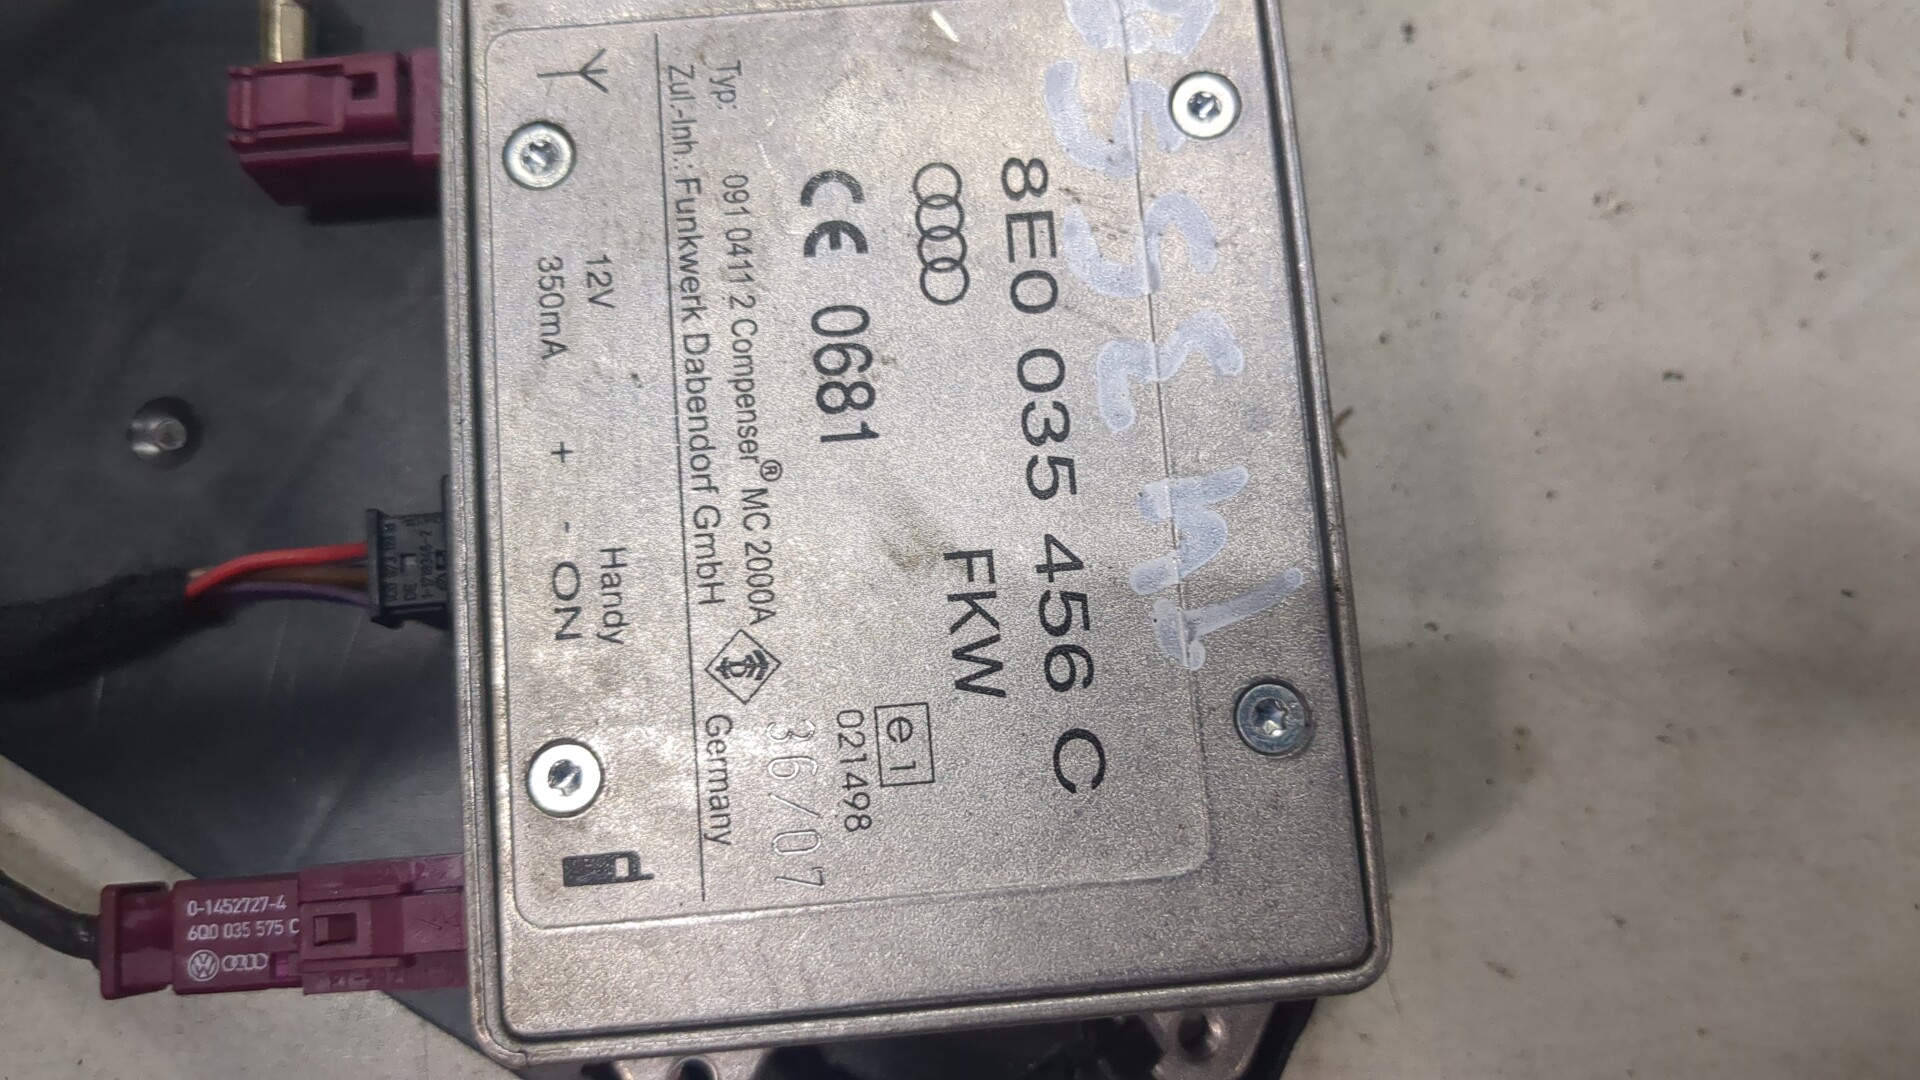 8E0 035 456 C
FKW
e 1
021498
CE 0681
36/07
Typ: 091 0411 2 Compenser® MC 2000A
Zul.-Inh.: Funkwerk Dabendorf GmbH Germany
12V Handy
350mA + - ON
0-1452727-4
6Q0 035 575 C